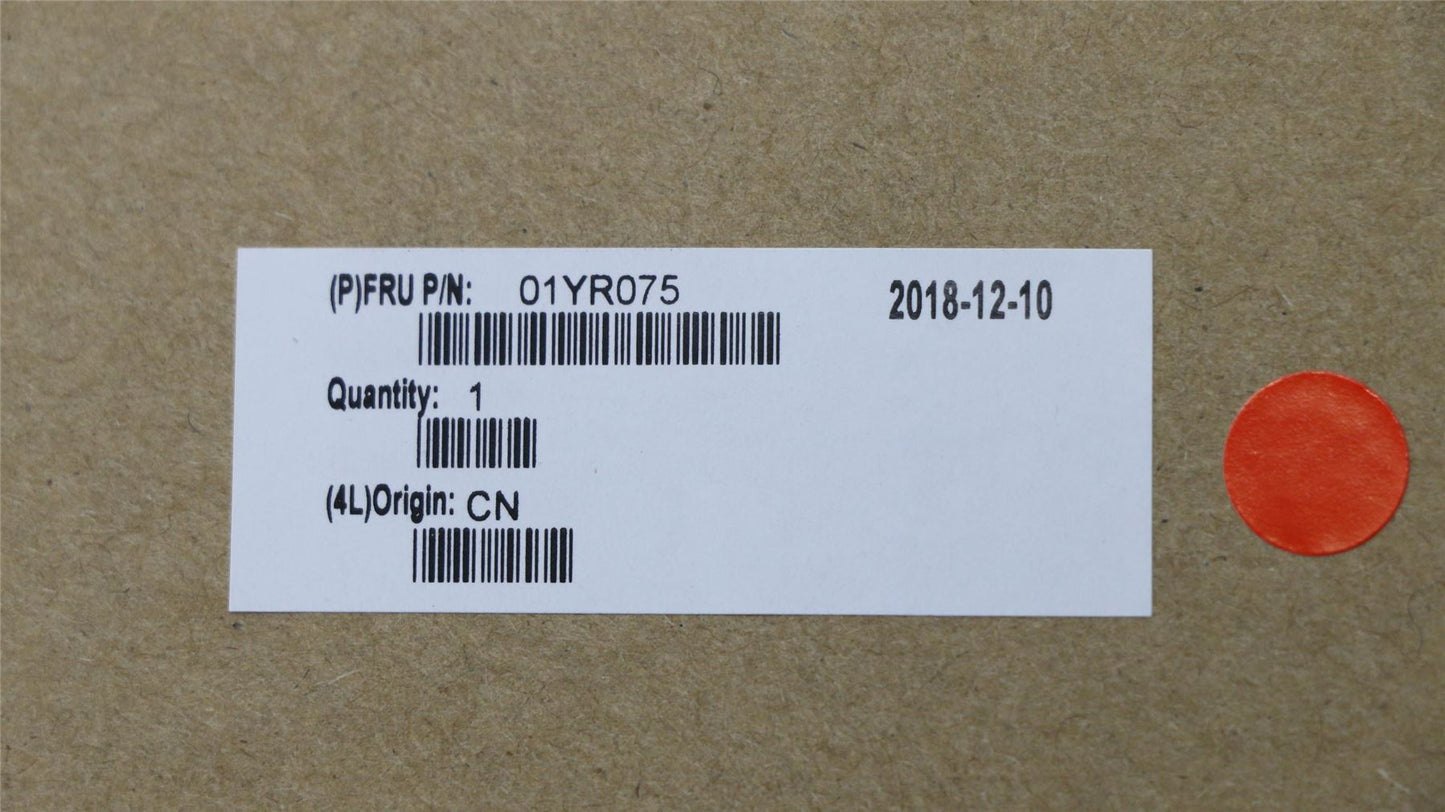 (P)FRU P/N: 01YR075
2018-12-10
Quantity: 1
(4L)Origin: CN